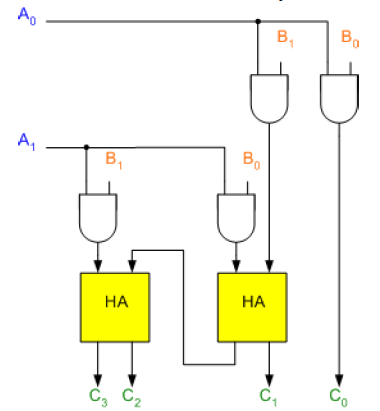 A₀
B₁ B₀
A₁
B₁ B₀
HA HA
C₃ C₂ C₁ C₀